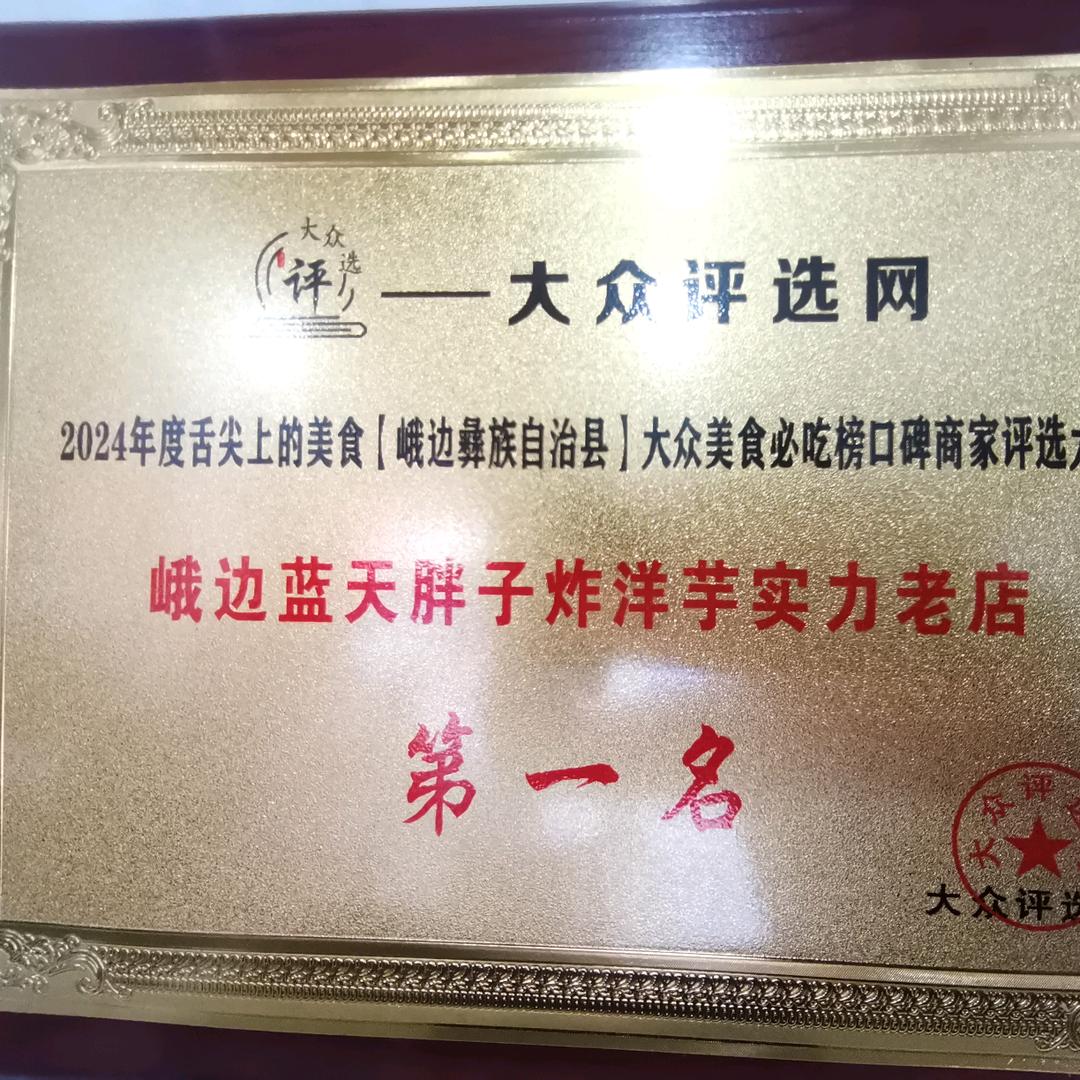 大众评选
——大众评选网
2024年度舌尖上的美食【峨边彝族自治县】大众美食必吃榜口碑商家评选
峨边蓝天胖子炸洋芋实力老店
第一名
大众评
大众评选